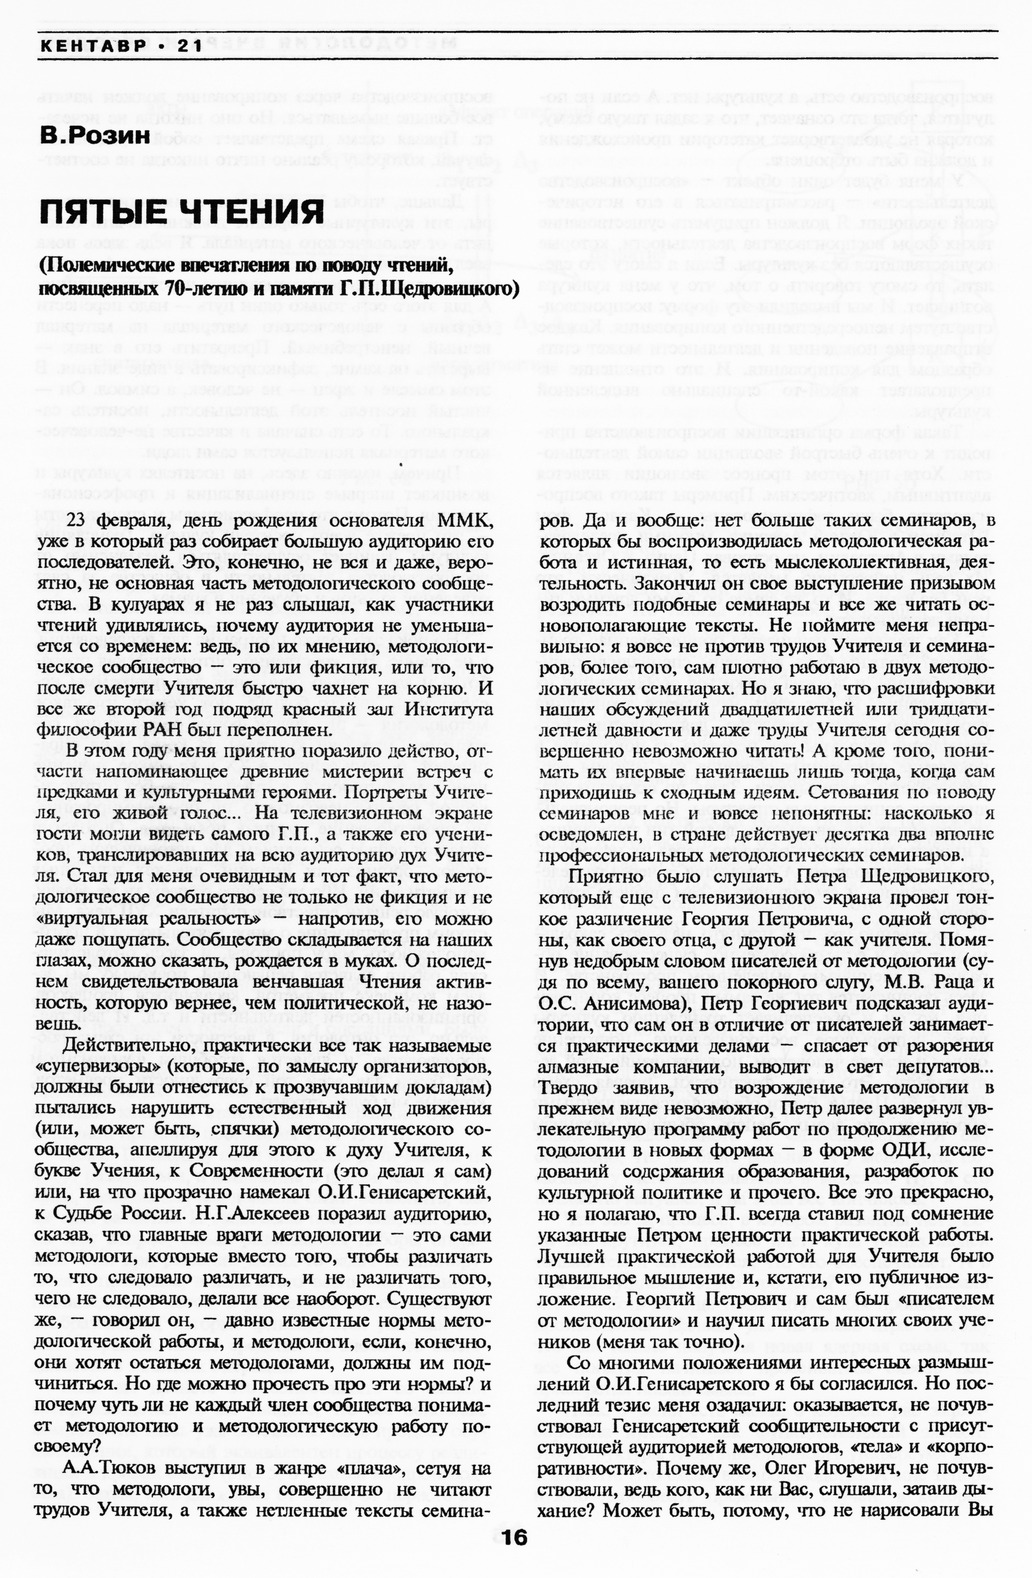 КЕНТАВР • 21
В.Розин
ПЯТЫЕ ЧТЕНИЯ
(Полемические впечатления по поводу чтений,
посвященных 70-летию и памяти Г.П.Щедровицкого)
23 февраля, день рождения основателя ММК,
уже в который раз собирает большую аудиторию его
последователей. Это, конечно, не вся и даже, веро-
ятно, не основная часть методологического сообще-
ства. В кулуарах я не раз слышал, как участники
чтений удивлялись, почему аудитория не уменьша-
ется со временем: ведь, по их мнению, методологи-
ческое сообщество — это или фикция, или то, что
после смерти Учителя быстро чахнет на корню. И
все же второй год подряд красный зал Института
философии РАН был переполнен.
В этом году меня приятно поразило действо, от-
части напоминающее древние мистерии встреч с
предками и культурными героями. Портреты Учите-
ля, его живой голос... На телевизионном экране
гости могли видеть самого Г.П., а также его учени-
ков, транслировавших на всю аудиторию дух Учите-
ля. Стал для меня очевидным и тот факт, что мето-
дологическое сообщество не только не фикция и не
«виртуальная реальность» — напротив, его можно
даже пощупать. Сообщество складывается на наших
глазах, можно сказать, рождается в муках. О послед-
нем свидетельствовала венчавшая Чтения актив-
ность, которую вернее, чем политической, не назо-
вешь.
Действительно, практически все так называемые
«супервизоры» (которые, по замыслу организаторов,
должны были отнестись к прозвучавшим докладам)
пытались нарушить естественный ход движения
(или, может быть, спячки) методологического со-
общества, апеллируя для этого к духу Учителя, к
букве Учения, к Современности (это делал я сам)
или, на что прозрачно намекал О.И.Генисаретский,
к Судьбе России. Н.Г.Алексеев поразил аудиторию,
сказав, что главные враги методологии — это сами
методологи, которые вместо того, чтобы различать
то, что следовало различать, и не различать того,
чего не следовало, делали все наоборот. Существуют
же, — говорил он, — давно известные нормы мето-
дологической работы, и методологи, если, конечно,
они хотят остаться методологами, должны им под-
чиниться. Но где можно прочесть про эти нормы? и
почему чуть ли не каждый член сообщества понима-
ет методологию и методологическую работу по-
своему?
А.А.Тюков выступил в жанре «плача», сетуя на
то, что методологи, увы, совершенно не читают
трудов Учителя, а также нетленные тексты семина-
ров. Да и вообще: нет больше таких семинаров, в
которых бы воспроизводилась методологическая ра-
бота и истинная, то есть мыслеколлективная, дея-
тельность. Закончил он свое выступление призывом
возродить подобные семинары и все же читать ос-
новополагающие тексты. Не поймите меня непра-
вильно: я вовсе не против трудов Учителя и семина-
ров, более того, сам плотно работаю в двух методо-
логических семинарах. Но я знаю, что расшифровки
наших обсуждений двадцатилетней или тридцати-
летней давности и даже труды Учителя сегодня со-
вершенно невозможно читать! А кроме того, пони-
мать их впервые начинаешь лишь тогда, когда сам
приходишь к сходным идеям. Сетования по поводу
семинаров мне и вовсе непонятны: насколько я
осведомлен, в стране действует десятка два вполне
профессиональных методологических семинаров.
Приятно было слушать Петра Щедровицкого,
который еще с телевизионного экрана провел тон-
кое различение Георгия Петровича, с одной сторо-
ны, как своего отца, с другой — как учителя. Помя-
нув недобрым словом писателей от методологии (су-
дя по всему, вашего покорного слугу, М.В. Раца и
О.С. Анисимова), Петр Георгиевич подсказал ауди-
тории, что сам он в отличие от писателей занимает-
ся практическими делами — спасает от разорения
алмазные компании, выводит в свет депутатов...
Твердо заявив, что возрождение методологии в
прежнем виде невозможно, Петр далее развернул ув-
лекательную программу работ по продолжению ме-
тодологии в новых формах — в форме ОДИ, иссле-
дований содержания образования, разработок по
культурной политике и прочего. Все это прекрасно,
но я полагаю, что Г.П. всегда ставил под сомнение
указанные Петром ценности практической работы.
Лучшей практической работой для Учителя было
правильное мышление и, кстати, его публичное из-
ложение. Георгий Петрович и сам был «писателем
от методологии» и научил писать многих своих уче-
ников (меня так точно).
Со многими положениями интересных размыш-
лений О.И.Генисаретского я бы согласился. Но пос-
ледний тезис меня озадачил: оказывается, не почув-
ствовал Генисаретский сообщительности с присут-
ствующей аудиторией методологов, «тела» и «корпо-
ративности». Почему же, Олег Игоревич, не почув-
ствовали, ведь кого, как ни Вас, слушали, затаив ды-
хание? Может быть, потому, что не нарисовали Вы
16